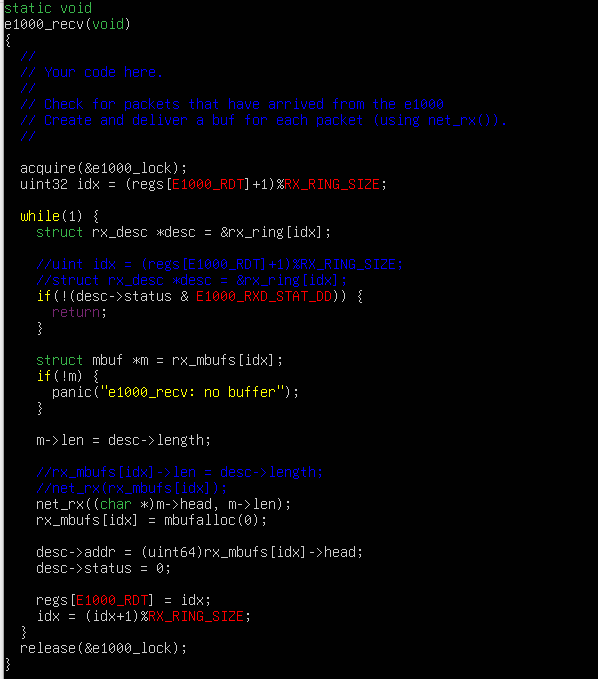 static void
e1000_recv(void)
{
  //
  // Your code here.
  //
  // Check for packets that have arrived from the e1000
  // Create and deliver a buf for each packet (using net_rx()).
  //

  acquire(&e1000_lock);
  uint32 idx = (regs[E1000_RDT]+1)%RX_RING_SIZE;

  while(1) {
    struct rx_desc *desc = &rx_ring[idx];

    //uint idx = (regs[E1000_RDT]+1)%RX_RING_SIZE;
    //struct rx_desc *desc = &rx_ring[idx];
    if(!(desc->status & E1000_RXD_STAT_DD)) {
      return;
    }

    struct mbuf *m = rx_mbufs[idx];
    if(!m) {
      panic("e1000_recv: no buffer");
    }

    m->len = desc->length;

    //rx_mbufs[idx]->len = desc->length;
    //net_rx(rx_mbufs[idx]);
    net_rx((char *)m->head, m->len);
    rx_mbufs[idx] = mbufalloc(0);

    desc->addr = (uint64)rx_mbufs[idx]->head;
    desc->status = 0;

    regs[E1000_RDT] = idx;
    idx = (idx+1)%RX_RING_SIZE;
  }
  release(&e1000_lock);
}